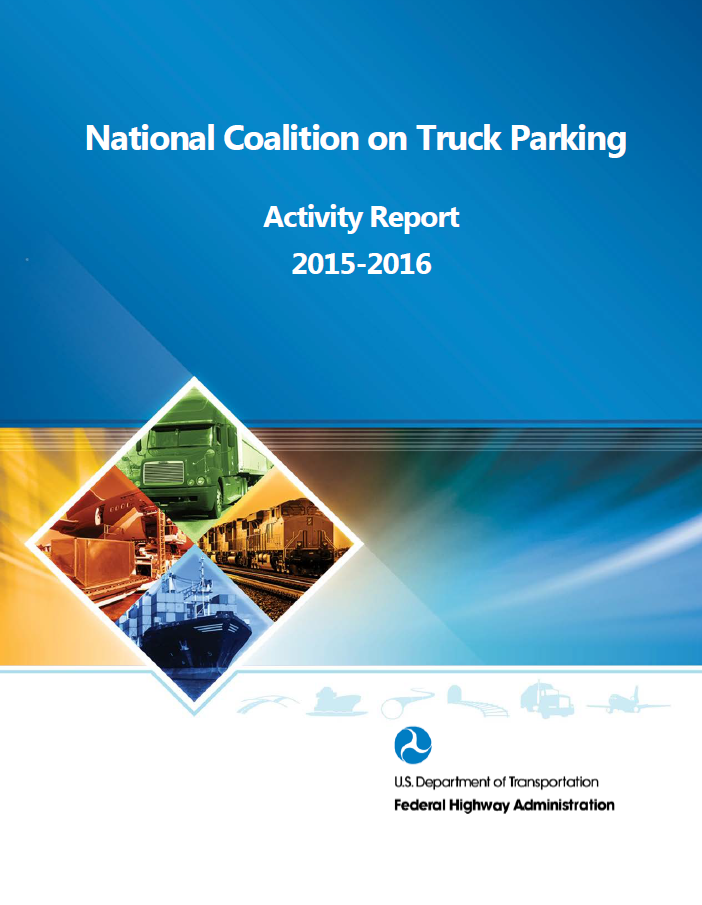 National Coalition on Truck Parking
Activity Report
2015-2016
U.S. Department of Transportation
Federal Highway Administration